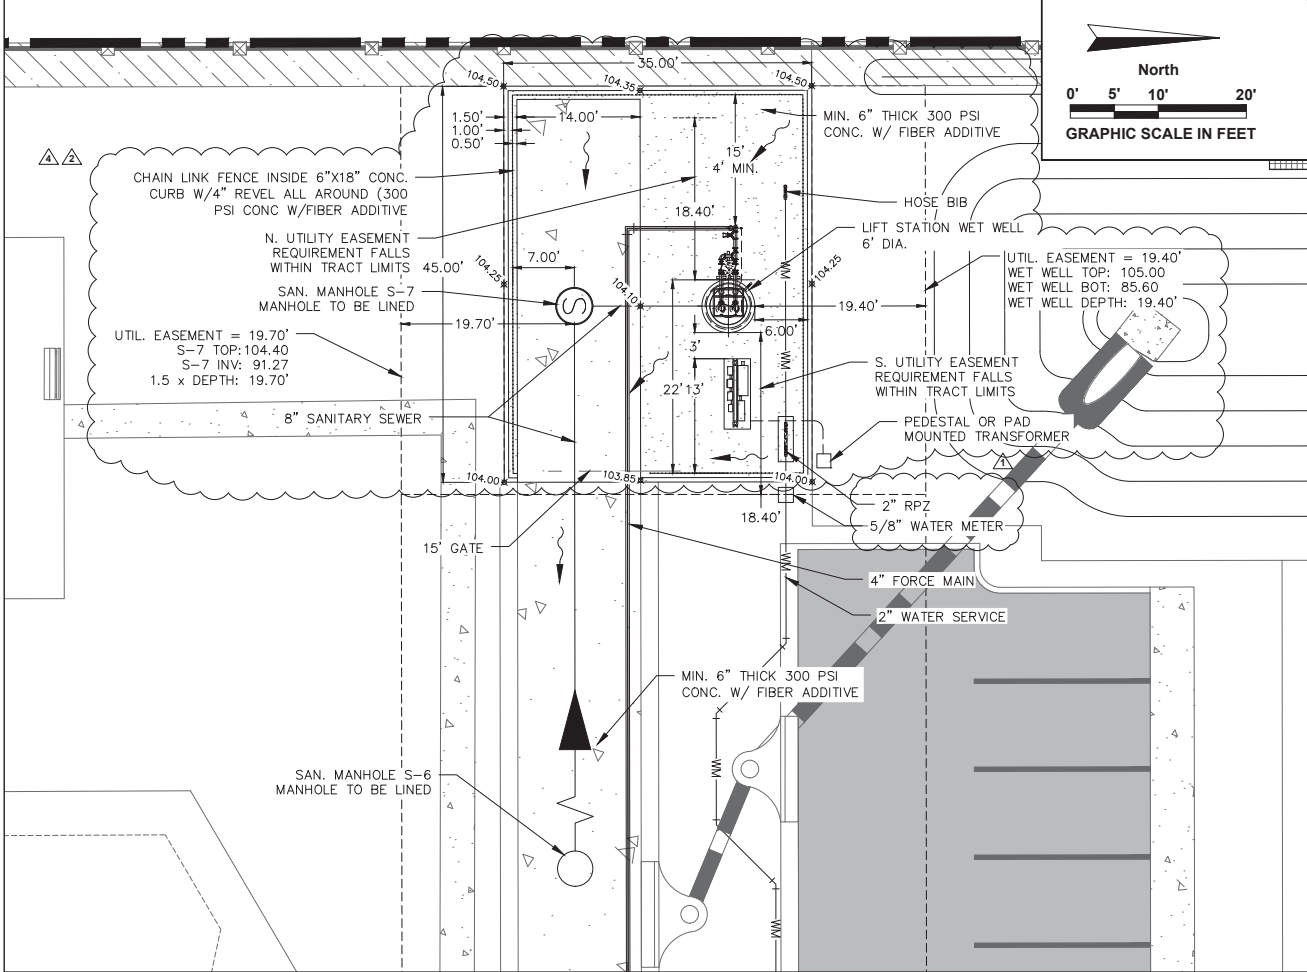 North
0' 5' 10' 20'
GRAPHIC SCALE IN FEET
35.00'
104.50
104.35
104.50
1.50'
1.00'
0.50'
14.00'
15'
4' MIN.
MIN. 6" THICK 300 PSI
CONC. W/ FIBER ADDITIVE
4 2
CHAIN LINK FENCE INSIDE 6"X18" CONC.
CURB W/4" REVEL ALL AROUND (300
PSI CONC W/FIBER ADDITIVE
HOSE BIB
18.40'
LIFT STATION WET WELL
6' DIA.
N. UTILITY EASEMENT
REQUIREMENT FALLS
WITHIN TRACT LIMITS
45.00'
7.00'
104.25
104.25
WM
UTIL. EASEMENT = 19.40'
WET WELL TOP: 105.00
WET WELL BOT: 85.60
WET WELL DEPTH: 19.40'
SAN. MANHOLE S-7
MANHOLE TO BE LINED
S
104.10
19.40'
19.70'
6.00'
UTIL. EASEMENT = 19.70'
S-7 TOP:104.40
S-7 INV: 91.27
1.5 x DEPTH: 19.70'
3'
WM
S. UTILITY EASEMENT
REQUIREMENT FALLS
WITHIN TRACT LIMITS
22'
13'
8" SANITARY SEWER
PEDESTAL OR PAD
MOUNTED TRANSFORMER
1
104.00
103.85
104.00
2" RPZ
18.40'
5/8" WATER METER
15' GATE
WM
4" FORCE MAIN
2" WATER SERVICE
MIN. 6" THICK 300 PSI
CONC. W/ FIBER ADDITIVE
WM
SAN. MANHOLE S-6
MANHOLE TO BE LINED
WM